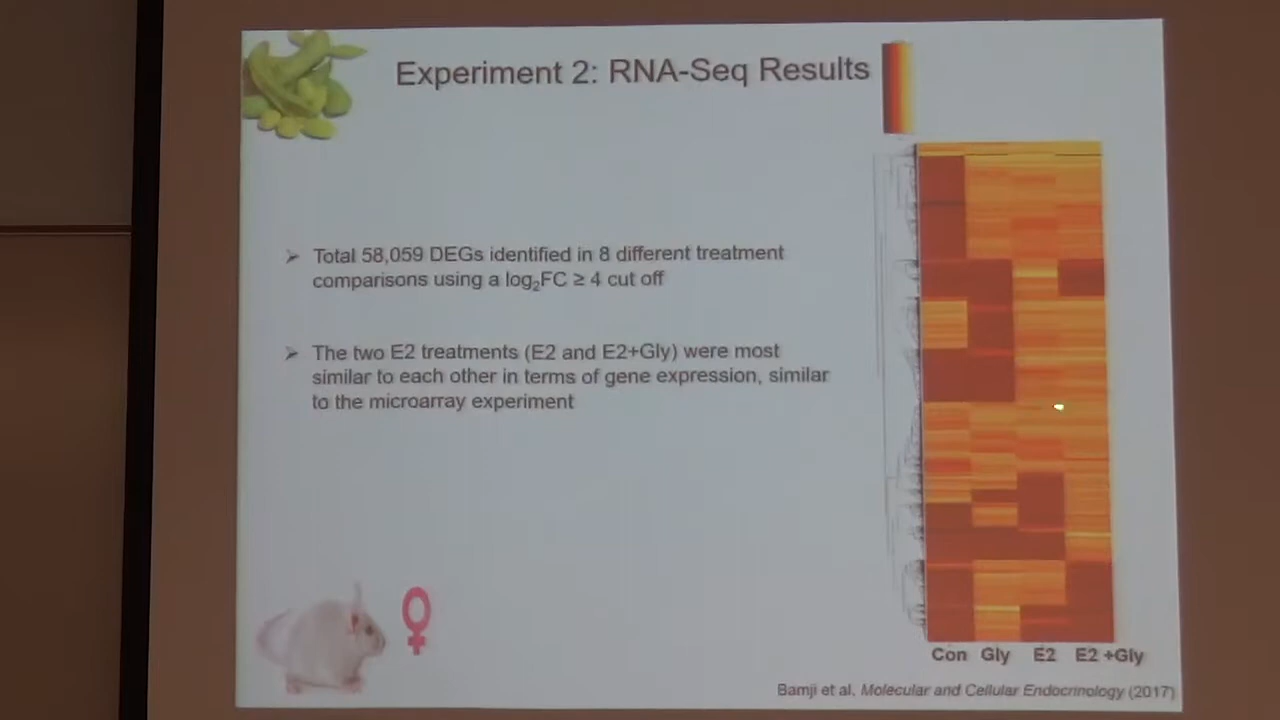 Experiment 2: RNA-Seq Results
➢ Total 58,059 DEGs identified in 8 different treatment
comparisons using a log₂FC ≥ 4 cut off
➢ The two E2 treatments (E2 and E2+Gly) were most
similar to each other in terms of gene expression, similar
to the microarray experiment
Con Gly E2 E2 +Gly
Bamji et al. Molecular and Cellular Endocrinology (2017)